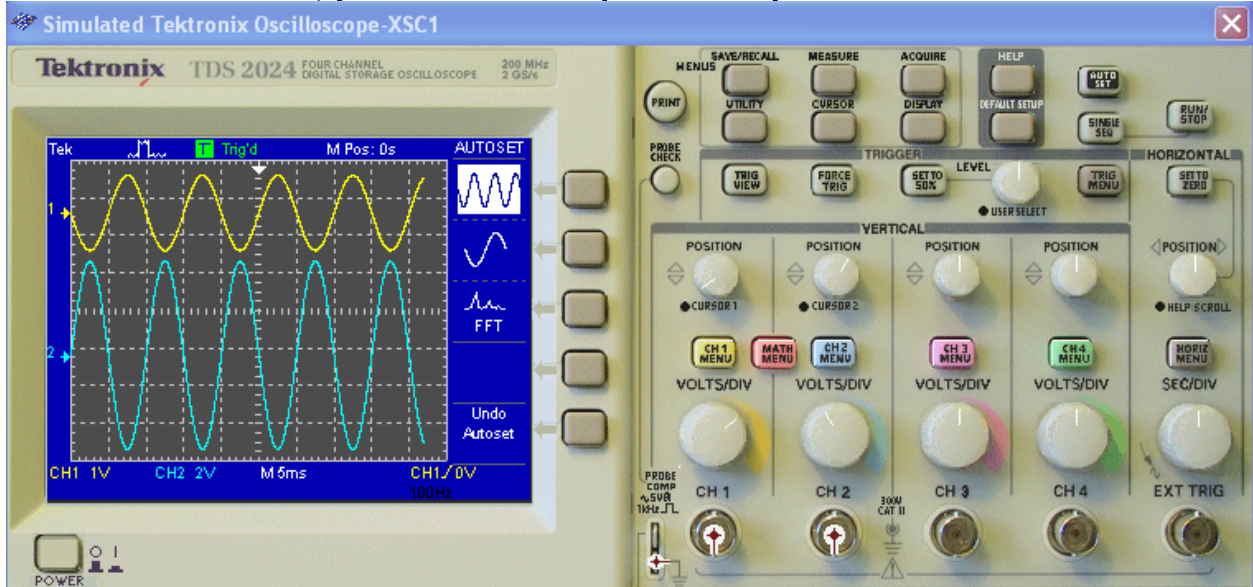 Simulated Tektronix Oscilloscope-XSC1
Tektronix TDS 2024 FOUR CHANNEL DIGITAL STORAGE OSCILLOSCOPE 200 MHz 2 GS/s
Tek T Trig'd M Pos: 0s AUTOSET
1
2
FFT
Undo
Autoset
CH1 1V CH2 2V M 5ms CH1/0V
100Hz
POWER
MENUS
SAVE/RECALL MEASURE ACQUIRE HELP
PRINT
UTILITY CURSOR DISPLAY DEFAULT SETUP
AUTO SET
SINGLE SEQ
RUN/ STOP
PROBE CHECK
TRIGGER HORIZONTAL
TRIG VIEW
FORCE TRIG
SET TO 50%
LEVEL
USER SELECT
TRIG MENU
SET TO ZERO
VERTICAL
POSITION POSITION POSITION POSITION POSITION
CURSOR 1 CURSOR 2 HELP SCROLL
CH 1 MENU
MATH MENU
CH 2 MENU
CH 3 MENU
CH 4 MENU
HORIZ MENU
VOLTS/DIV VOLTS/DIV VOLTS/DIV VOLTS/DIV SEC/DIV
PROBE COMP
1kHz
CH 1 CH 2 300V CAT II CH 3 CH 4 EXT TRIG